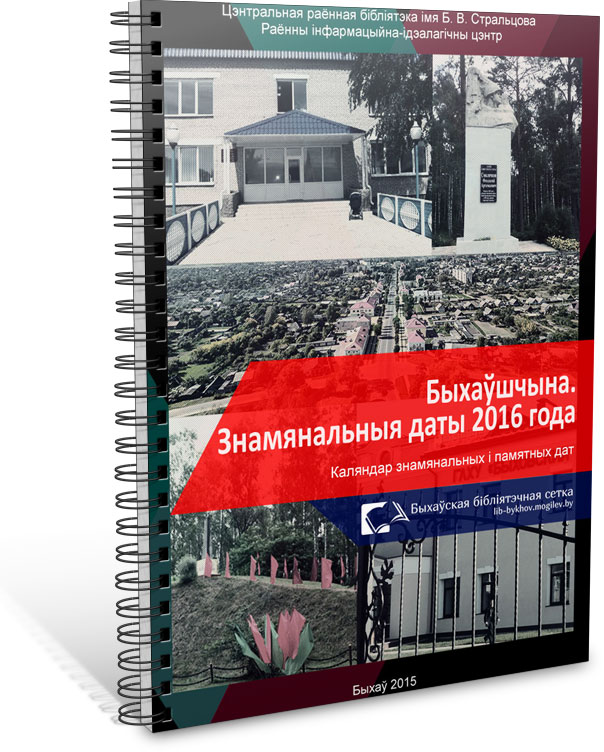 Цэнтральная раённая бібліятэка імя Б. В. Стральцова
Раённы інфармацыйна-ідэалагічны цэнтр
Быхаўшчына.
Знамянальныя даты 2016 года
Каляндар знамянальных і памятных дат
Быхаўская бібліятэчная сетка
lib-bykhov.mogilev.by
Быхаў 2015